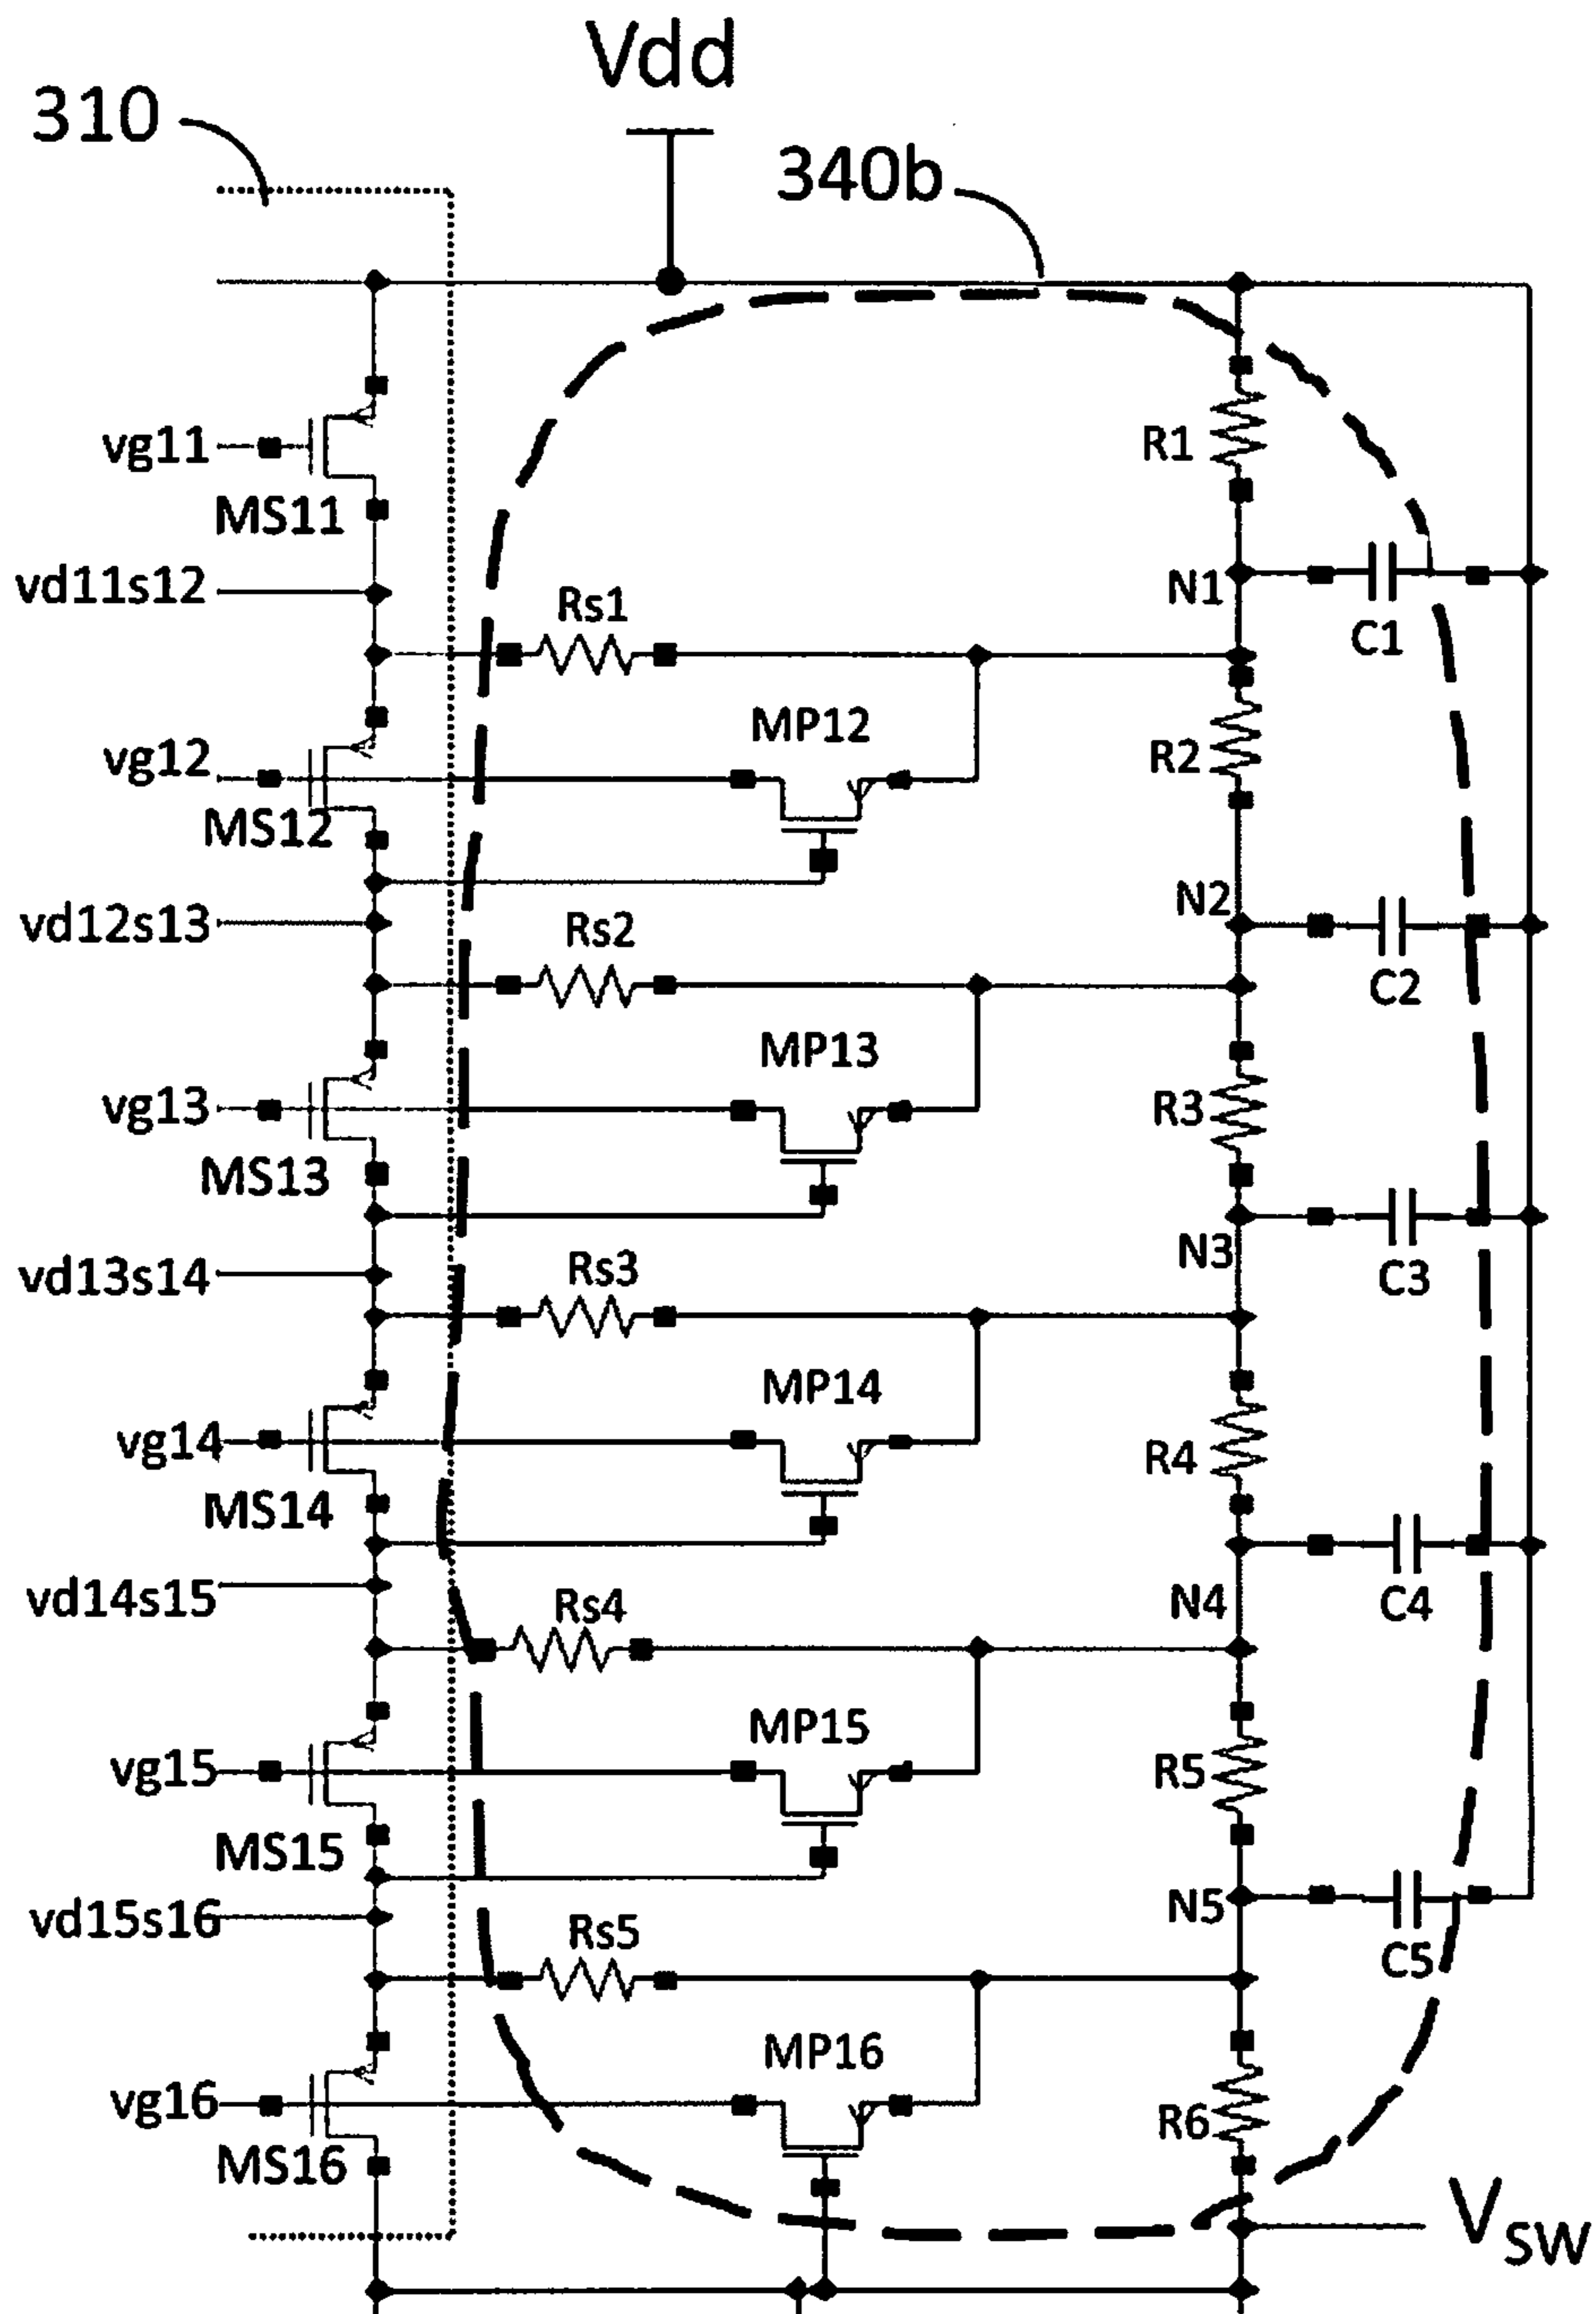 Vdd
310
340b
vg11
MS11
R1
vd11s12
Rs1
N1
C1
MP12
vg12
MS12
R2
N2
vd12s13
Rs2
C2
MP13
vg13
MS13
R3
N3
vd13s14
Rs3
C3
MP14
vg14
MS14
R4
N4
vd14s15
Rs4
C4
MP15
vg15
MS15
R5
N5
vd15s16
Rs5
C5
MP16
vg16
MS16
R6
VSW